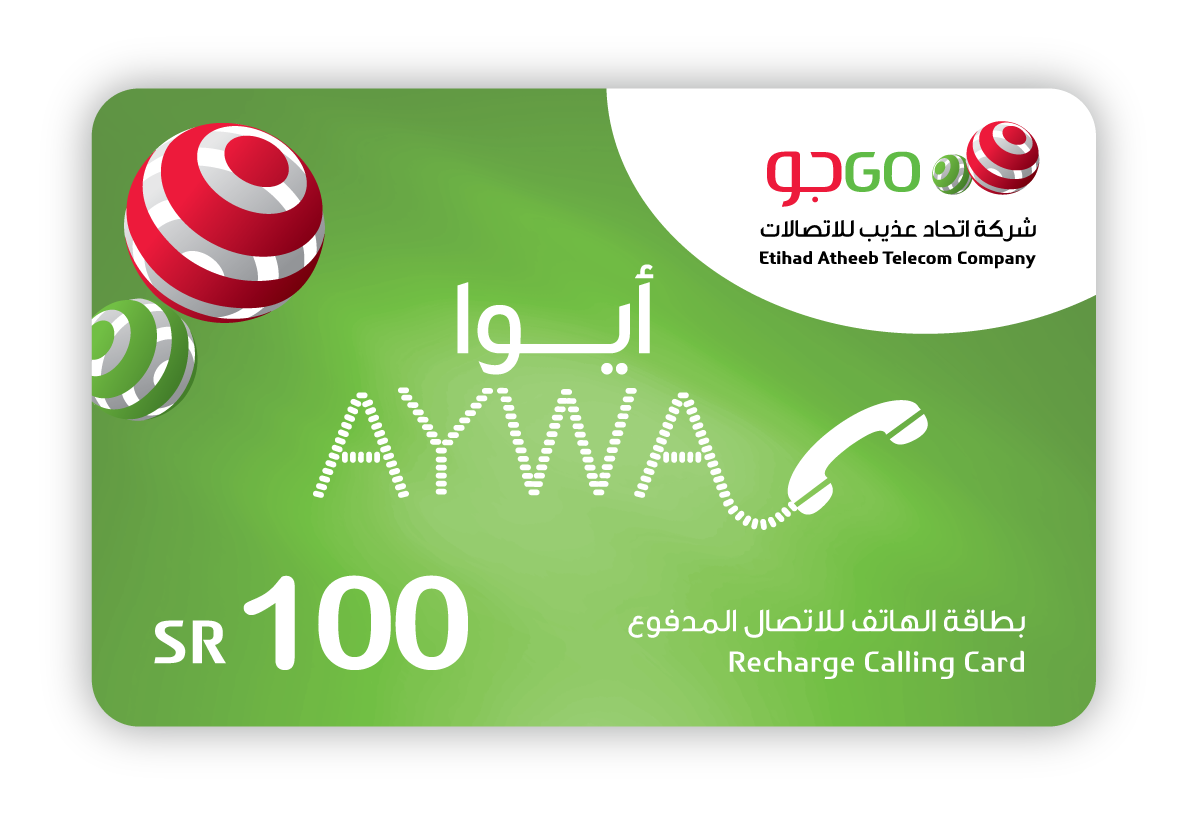 جو GO
شركة اتحاد عذيب للاتصالات
Etihad Atheeb Telecom Company
أيـــوا
AYWA
SR 100
بطاقة الهاتف للاتصال المدفوع
Recharge Calling Card